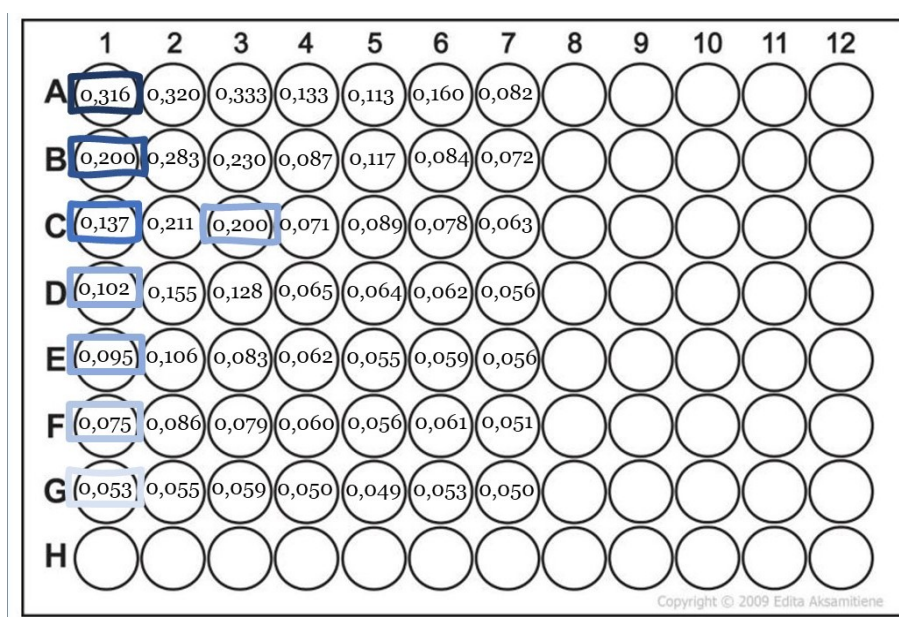 1 2 3 4 5 6 7 8 9 10 11 12
A 0,316 0,320 0,333 0,133 0,113 0,160 0,082
B 0,200 0,283 0,230 0,087 0,117 0,084 0,072
C 0,137 0,211 0,200 0,071 0,089 0,078 0,063
D 0,102 0,155 0,128 0,065 0,064 0,062 0,056
E 0,095 0,106 0,083 0,062 0,055 0,059 0,056
F 0,075 0,086 0,079 0,060 0,056 0,061 0,051
G 0,053 0,055 0,059 0,050 0,049 0,053 0,050
H
Copyright © 2009 Edita Aksamitiene